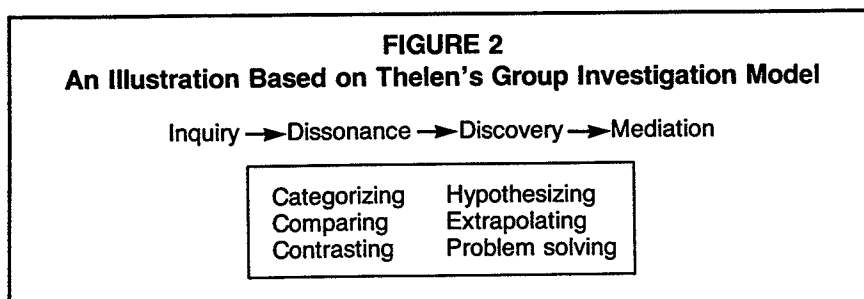 FIGURE 2
An Illustration Based on Thelen's Group Investigation Model
Inquiry → Dissonance → Discovery → Mediation
Categorizing Hypothesizing
Comparing Extrapolating
Contrasting Problem solving